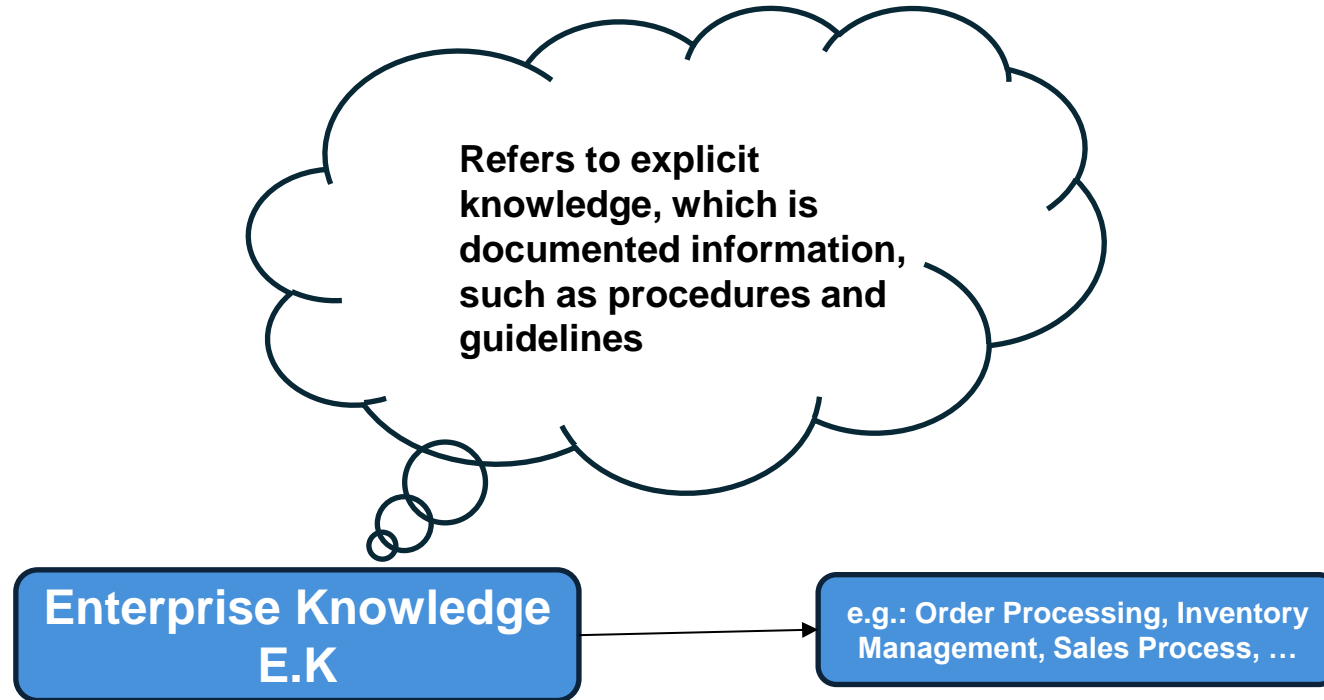 Refers to explicit
knowledge, which is
documented information,
such as procedures and
guidelines
Enterprise Knowledge
E.K
e.g.: Order Processing, Inventory
Management, Sales Process, …